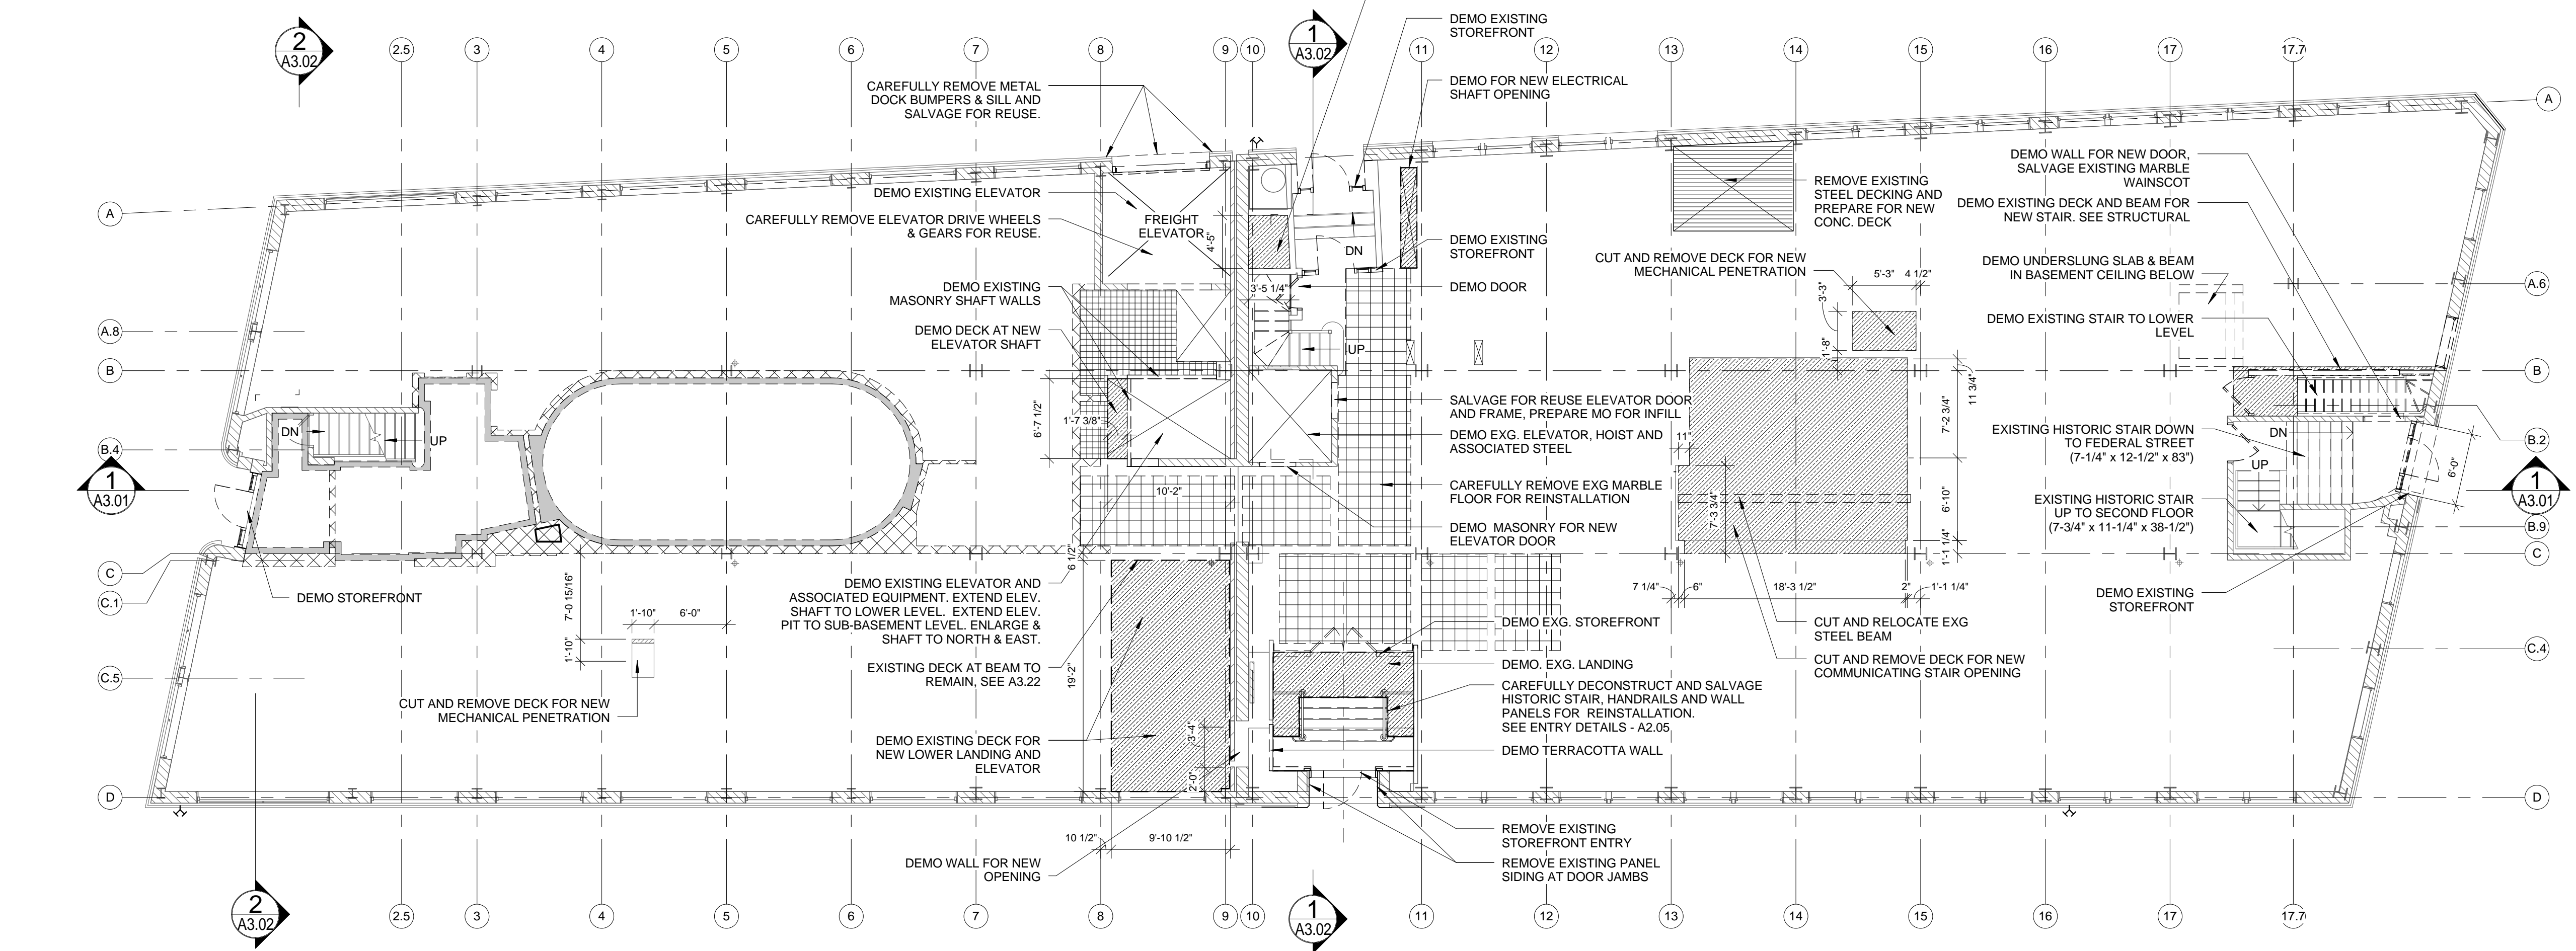 2
A3.02
1
A3.02
2.5
3
4
5
6
7
8
9
10
11
12
13
14
15
16
17
17.7
DEMO EXISTING
STOREFRONT
DEMO FOR NEW ELECTRICAL
SHAFT OPENING
CAREFULLY REMOVE METAL
DOCK BUMPERS & SILL AND
SALVAGE FOR REUSE.
DEMO EXISTING ELEVATOR
CAREFULLY REMOVE ELEVATOR DRIVE WHEELS
& GEARS FOR REUSE.
FREIGHT
ELEVATOR
4'-5"
DN
DEMO EXISTING
STOREFRONT
3'-5 1/4"
DEMO DOOR
DEMO EXISTING
MASONRY SHAFT WALLS
DEMO DECK AT NEW
ELEVATOR SHAFT
UP
REMOVE EXISTING
STEEL DECKING AND
PREPARE FOR NEW
CONC. DECK
CUT AND REMOVE DECK FOR NEW
MECHANICAL PENETRATION
5'-3"
4 1/2"
3'-3"
1'-8"
DEMO WALL FOR NEW DOOR,
SALVAGE EXISTING MARBLE
WAINSCOT
DEMO EXISTING DECK AND BEAM FOR
NEW STAIR. SEE STRUCTURAL
DEMO UNDERSLUNG SLAB & BEAM
IN BASEMENT CEILING BELOW
DEMO EXISTING STAIR TO LOWER
LEVEL
A
A.8
B
B.4
1
A3.01
C
C.1
C.5
D
A
A.6
B
B.2
1
A3.01
B.9
C
C.4
D
DN
UP
DEMO STOREFRONT
6'-7 1/2"
1'-7 3/8"
10'-2"
6 1/2"
SALVAGE FOR REUSE ELEVATOR DOOR
AND FRAME, PREPARE MO FOR INFILL
DEMO EXG. ELEVATOR, HOIST AND
ASSOCIATED STEEL
CAREFULLY REMOVE EXG MARBLE
FLOOR FOR REINSTALLATION
DEMO MASONRY FOR NEW
ELEVATOR DOOR
11"
7'-3 3/4"
7'-2 3/4"
11 3/4"
6'-10"
1'-1 1/4"
7 1/4"
6"
18'-3 1/2"
2"
1'-1 1/4"
EXISTING HISTORIC STAIR DOWN
TO FEDERAL STREET
(7-1/4" x 12-1/2" x 83")
EXISTING HISTORIC STAIR
UP TO SECOND FLOOR
(7-3/4" x 11-1/4" x 38-1/2")
DN
UP
6'-0"
DEMO EXISTING
STOREFRONT
7'-0 15/16"
1'-10"
6'-0"
1'-10"
CUT AND REMOVE DECK FOR NEW
MECHANICAL PENETRATION
DEMO EXISTING ELEVATOR AND
ASSOCIATED EQUIPMENT. EXTEND ELEV.
SHAFT TO LOWER LEVEL. EXTEND ELEV.
PIT TO SUB-BASEMENT LEVEL. ENLARGE &
SHAFT TO NORTH & EAST.
EXISTING DECK AT BEAM TO
REMAIN, SEE A3.22
19'-2"
DEMO EXISTING DECK FOR
NEW LOWER LANDING AND
ELEVATOR
3'-4"
2'-0"
10 1/2"
9'-10 1/2"
DEMO WALL FOR NEW
OPENING
CUT AND RELOCATE EXG
STEEL BEAM
CUT AND REMOVE DECK FOR NEW
COMMUNICATING STAIR OPENING
DEMO EXG. STOREFRONT
DEMO. EXG. LANDING
CAREFULLY DECONSTRUCT AND SALVAGE
HISTORIC STAIR, HANDRAILS AND WALL
PANELS FOR REINSTALLATION.
SEE ENTRY DETAILS - A2.05
DEMO TERRACOTTA WALL
REMOVE EXISTING
STOREFRONT ENTRY
REMOVE EXISTING PANEL
SIDING AT DOOR JAMBS
2
A3.02
1
A3.02
2.5
3
4
5
6
7
8
9
10
11
12
13
14
15
16
17
17.7